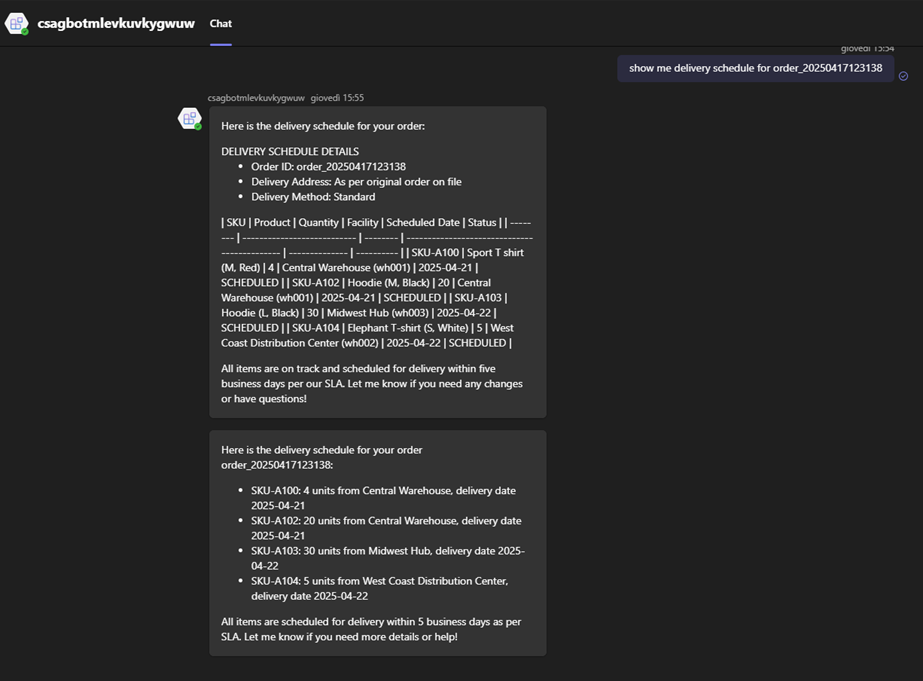 csagbotmlevkuvkygwuw Chat
giovedì 15:54
show me delivery schedule for order_20250417123138
csagbotmlevkuvkygwuw giovedì 15:55
Here is the delivery schedule for your order:
DELIVERY SCHEDULE DETAILS
• Order ID: order_20250417123138
• Delivery Address: As per original order on file
• Delivery Method: Standard
| SKU | Product | Quantity | Facility | Scheduled Date | Status | | -----
--- | --------------------------- | -------- | ------------------------------
-------------- | -------------- | ---------- | | SKU-A100 | Sport T shirt
(M, Red) | 4 | Central Warehouse (wh001) | 2025-04-21 |
SCHEDULED | | SKU-A102 | Hoodie (M, Black) | 20 | Central
Warehouse (wh001) | 2025-04-21 | SCHEDULED | | SKU-A103 |
Hoodie (L, Black) | 30 | Midwest Hub (wh003) | 2025-04-22 |
SCHEDULED | | SKU-A104 | Elephant T-shirt (S, White) | 5 | West
Coast Distribution Center (wh002) | 2025-04-22 | SCHEDULED |
All items are on track and scheduled for delivery within five
business days per our SLA. Let me know if you need any changes
or have questions!
Here is the delivery schedule for your order
order_20250417123138:
• SKU-A100: 4 units from Central Warehouse, delivery date
2025-04-21
• SKU-A102: 20 units from Central Warehouse, delivery date
2025-04-21
• SKU-A103: 30 units from Midwest Hub, delivery date 2025-
04-22
• SKU-A104: 5 units from West Coast Distribution Center,
delivery date 2025-04-22
All items are scheduled for delivery within 5 business days as per
SLA. Let me know if you need more details or help!